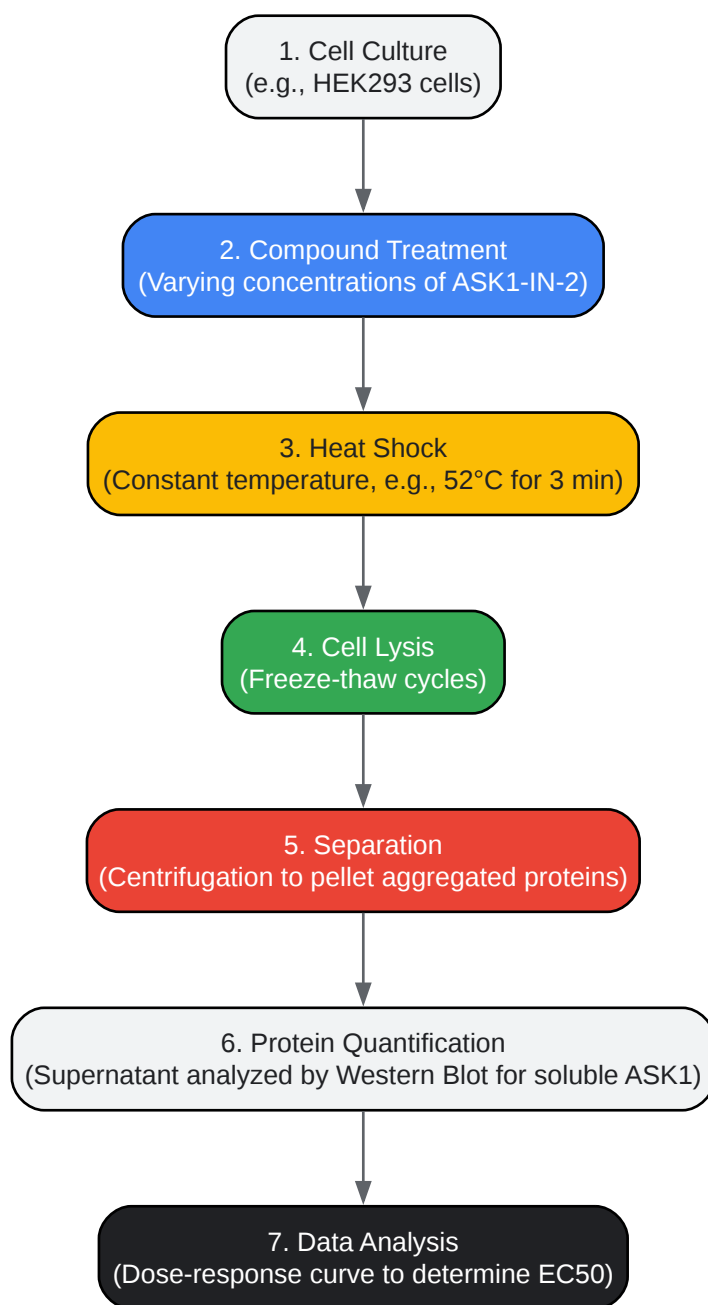 1. Cell Culture
(e.g., HEK293 cells)
2. Compound Treatment
(Varying concentrations of ASK1-IN-2)
3. Heat Shock
(Constant temperature, e.g., 52°C for 3 min)
4. Cell Lysis
(Freeze-thaw cycles)
5. Separation
(Centrifugation to pellet aggregated proteins)
6. Protein Quantification
(Supernatant analyzed by Western Blot for soluble ASK1)
7. Data Analysis
(Dose-response curve to determine EC50)